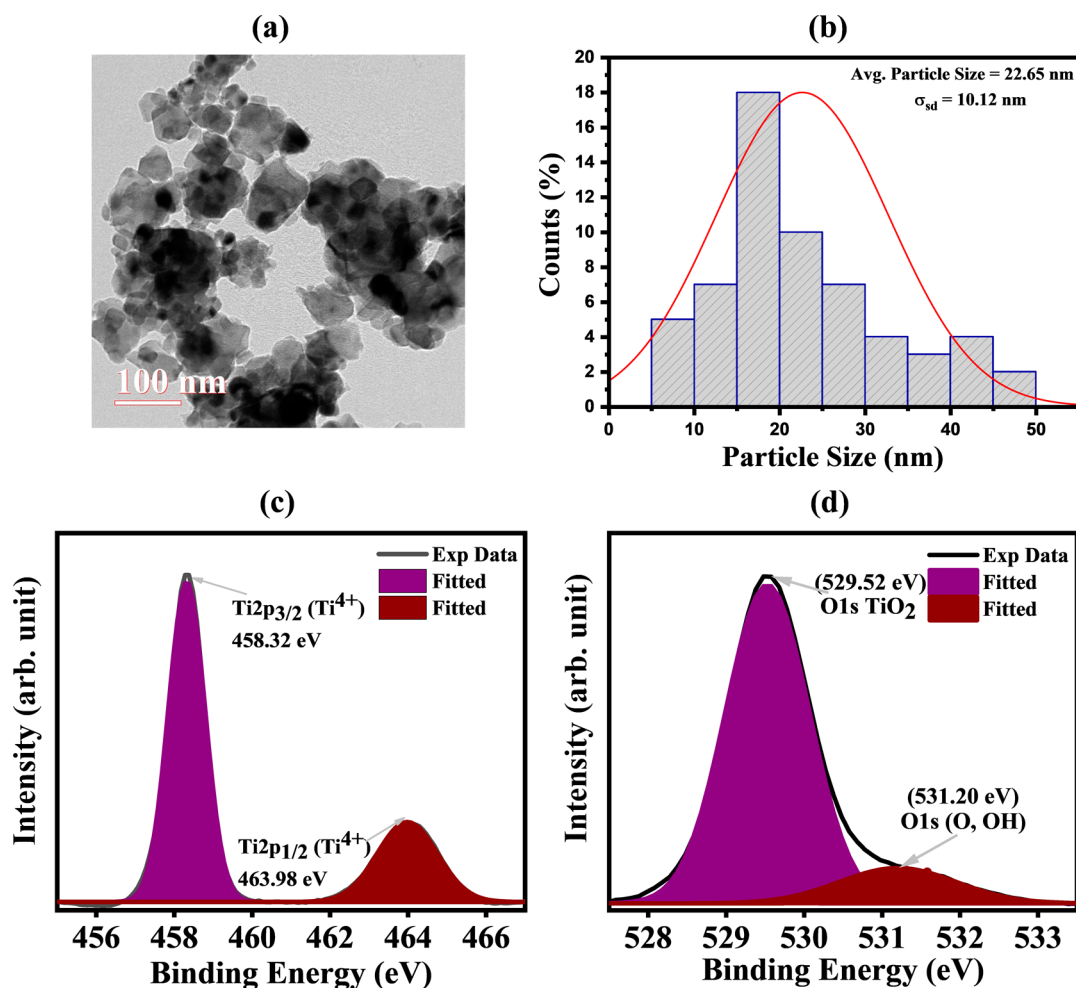 (a)
100 nm
(b)
Avg. Particle Size = 22.65 nm
σsd = 10.12 nm
Counts (%)
20
18
16
14
12
10
8
6
4
2
0
0 10 20 30 40 50
Particle Size (nm)
(c)
Exp Data
Fitted
Fitted
Ti2p3/2 (Ti4+)
458.32 eV
Ti2p1/2 (Ti4+)
463.98 eV
Intensity (arb. unit)
456 458 460 462 464 466
Binding Energy (eV)
(d)
Exp Data
Fitted
Fitted
(529.52 eV)
O1s TiO2
(531.20 eV)
O1s (O, OH)
Intensity (arb. unit)
528 529 530 531 532 533
Binding Energy (eV)